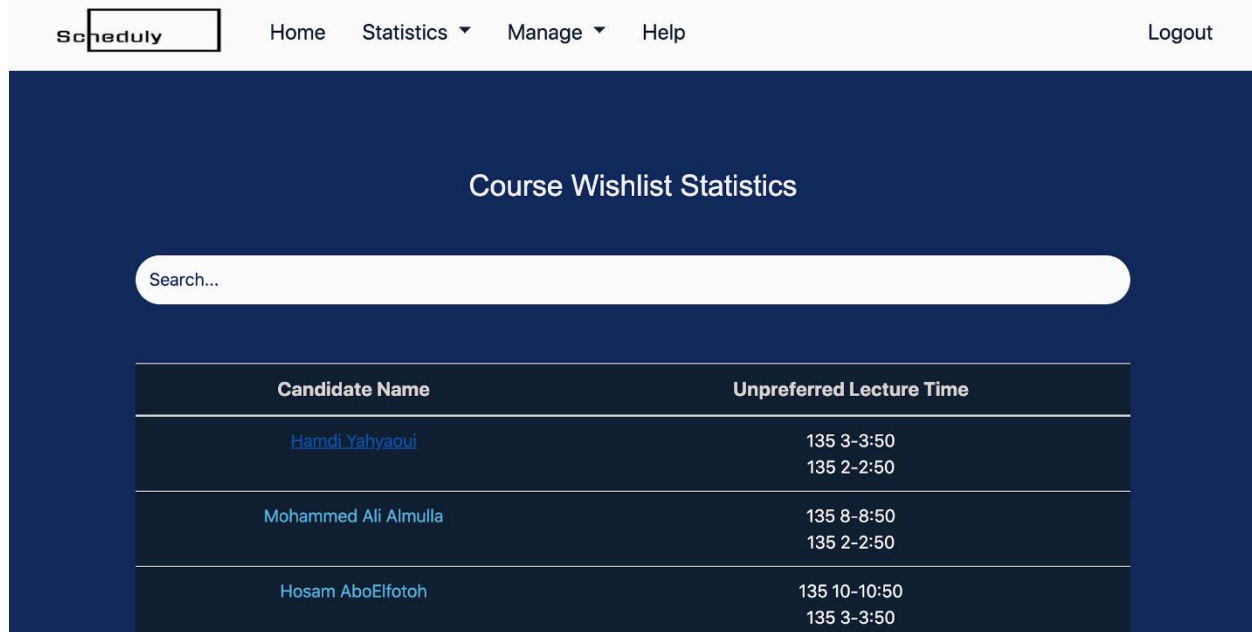 Scheduly Home Statistics Manage Help Logout
Course Wishlist Statistics
Search...
Candidate Name Unpreferred Lecture Time
Hamdi Yahyaoui 135 3-3:50
135 2-2:50
Mohammed Ali Almulla 135 8-8:50
135 2-2:50
Hosam AboElfotoh 135 10-10:50
135 3-3:50